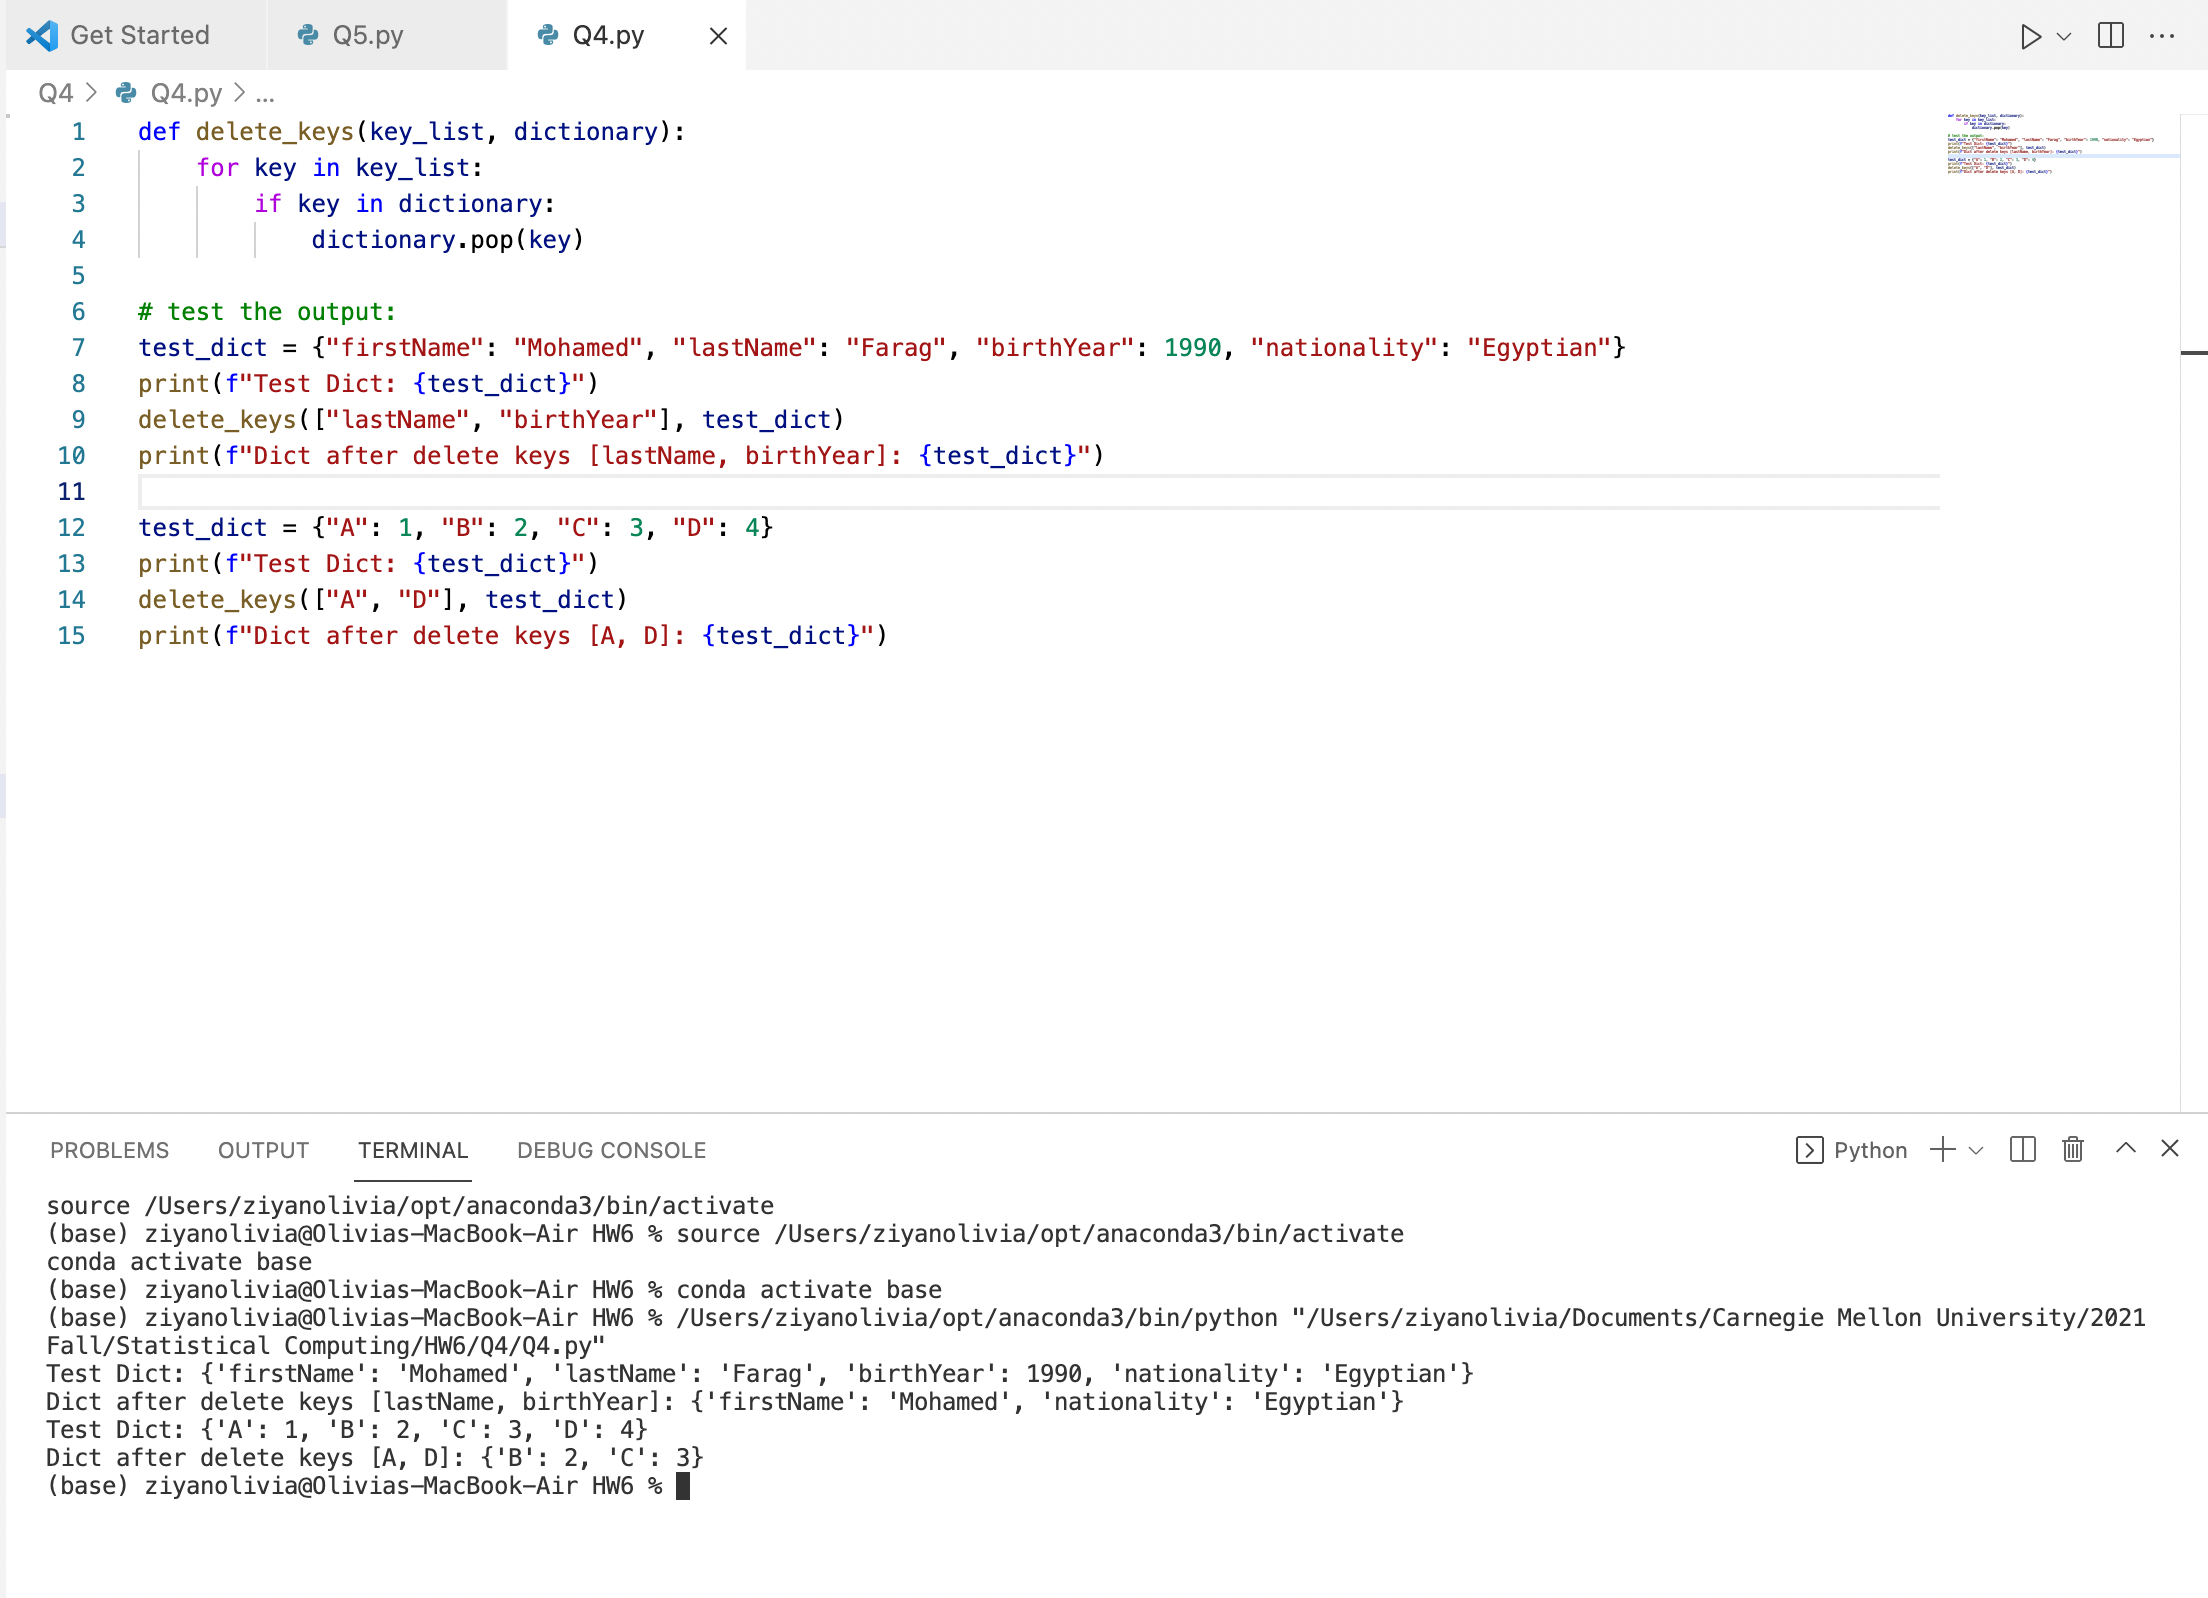 Get Started Q5.py Q4.py
Q4 > Q4.py > ...
1 def delete_keys(key_list, dictionary):
2     for key in key_list:
3         if key in dictionary:
4             dictionary.pop(key)
5
6 # test the output:
7 test_dict = {"firstName": "Mohamed", "lastName": "Farag", "birthYear": 1990, "nationality": "Egyptian"}
8 print(f"Test Dict: {test_dict}")
9 delete_keys(["lastName", "birthYear"], test_dict)
10 print(f"Dict after delete keys [lastName, birthYear]: {test_dict}")
11
12 test_dict = {"A": 1, "B": 2, "C": 3, "D": 4}
13 print(f"Test Dict: {test_dict}")
14 delete_keys(["A", "D"], test_dict)
15 print(f"Dict after delete keys [A, D]: {test_dict}")
PROBLEMS OUTPUT TERMINAL DEBUG CONSOLE Python
source /Users/ziyanolivia/opt/anaconda3/bin/activate
(base) ziyanolivia@Olivias-MacBook-Air HW6 % source /Users/ziyanolivia/opt/anaconda3/bin/activate
conda activate base
(base) ziyanolivia@Olivias-MacBook-Air HW6 % conda activate base
(base) ziyanolivia@Olivias-MacBook-Air HW6 % /Users/ziyanolivia/opt/anaconda3/bin/python "/Users/ziyanolivia/Documents/Carnegie Mellon University/2021
Fall/Statistical Computing/HW6/Q4/Q4.py"
Test Dict: {'firstName': 'Mohamed', 'lastName': 'Farag', 'birthYear': 1990, 'nationality': 'Egyptian'}
Dict after delete keys [lastName, birthYear]: {'firstName': 'Mohamed', 'nationality': 'Egyptian'}
Test Dict: {'A': 1, 'B': 2, 'C': 3, 'D': 4}
Dict after delete keys [A, D]: {'B': 2, 'C': 3}
(base) ziyanolivia@Olivias-MacBook-Air HW6 %